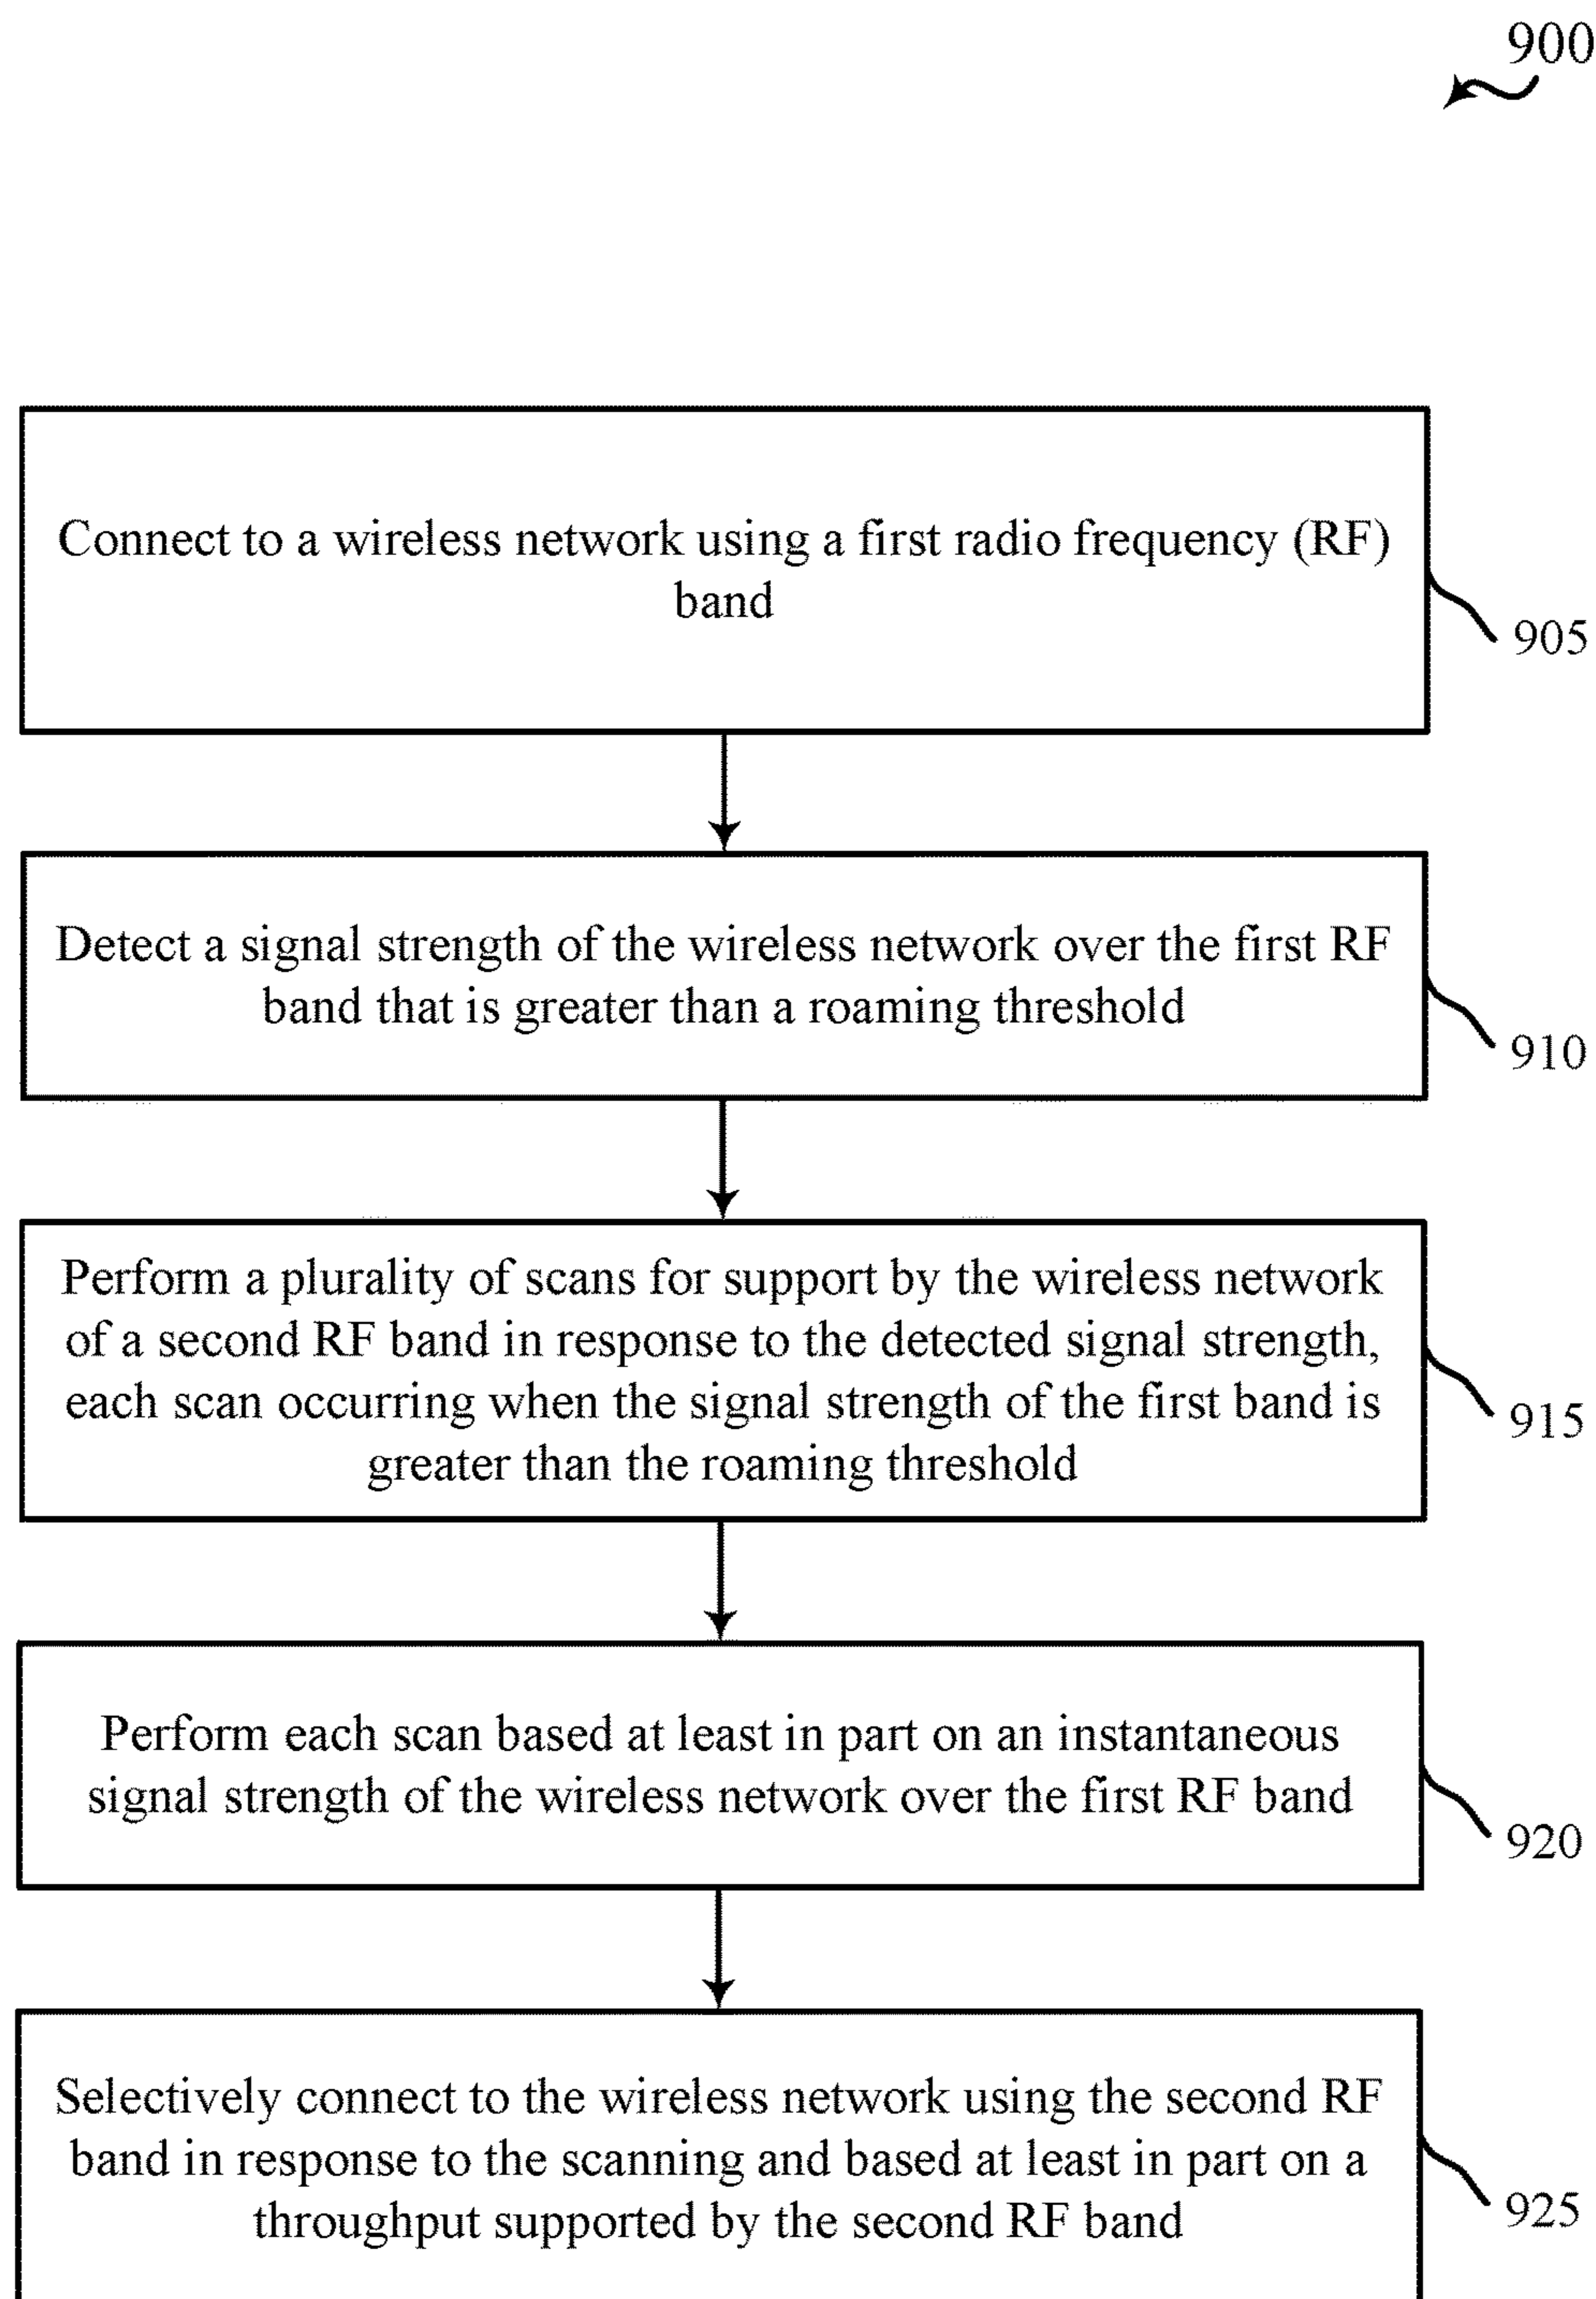 900
Connect to a wireless network using a first radio frequency (RF)
band
905
Detect a signal strength of the wireless network over the first RF
band that is greater than a roaming threshold
910
Perform a plurality of scans for support by the wireless network
of a second RF band in response to the detected signal strength,
each scan occurring when the signal strength of the first band is
greater than the roaming threshold
915
Perform each scan based at least in part on an instantaneous
signal strength of the wireless network over the first RF band
920
Selectively connect to the wireless network using the second RF
band in response to the scanning and based at least in part on a
throughput supported by the second RF band
925